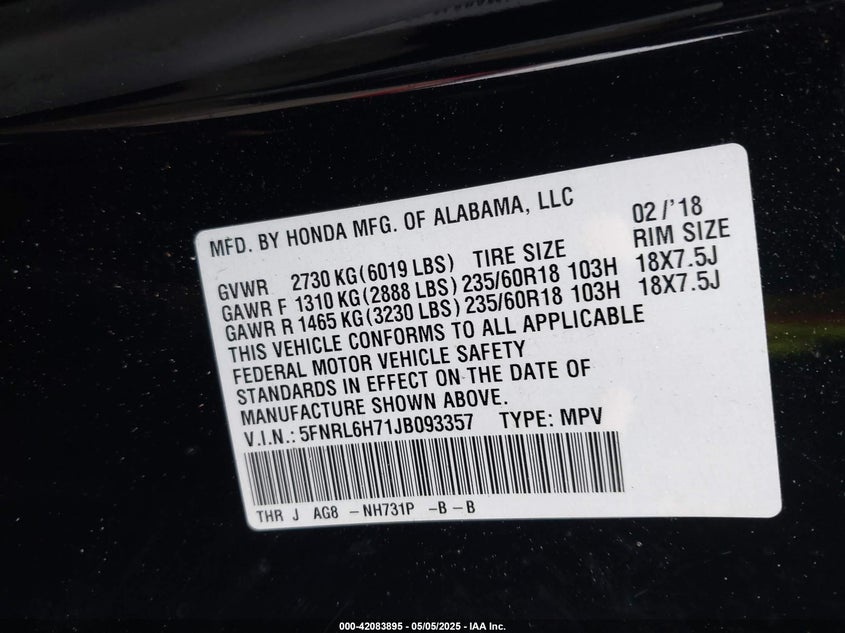 MFD. BY HONDA MFG. OF ALABAMA, LLC 02/'18
GVWR 2730 KG(6019 LBS) TIRE SIZE RIM SIZE
GAWR F 1310 KG(2888 LBS) 235/60R18 103H 18X7.5J
GAWR R 1465 KG(3230 LBS) 235/60R18 103H 18X7.5J
THIS VEHICLE CONFORMS TO ALL APPLICABLE
FEDERAL MOTOR VEHICLE SAFETY
STANDARDS IN EFFECT ON THE DATE OF
MANUFACTURE SHOWN ABOVE.
V.I.N.: 5FNRL6H71JB093357 TYPE: MPV
THR J AG8 -NH731P -B-B
000-42083895 - 05/05/2025 - IAA Inc.